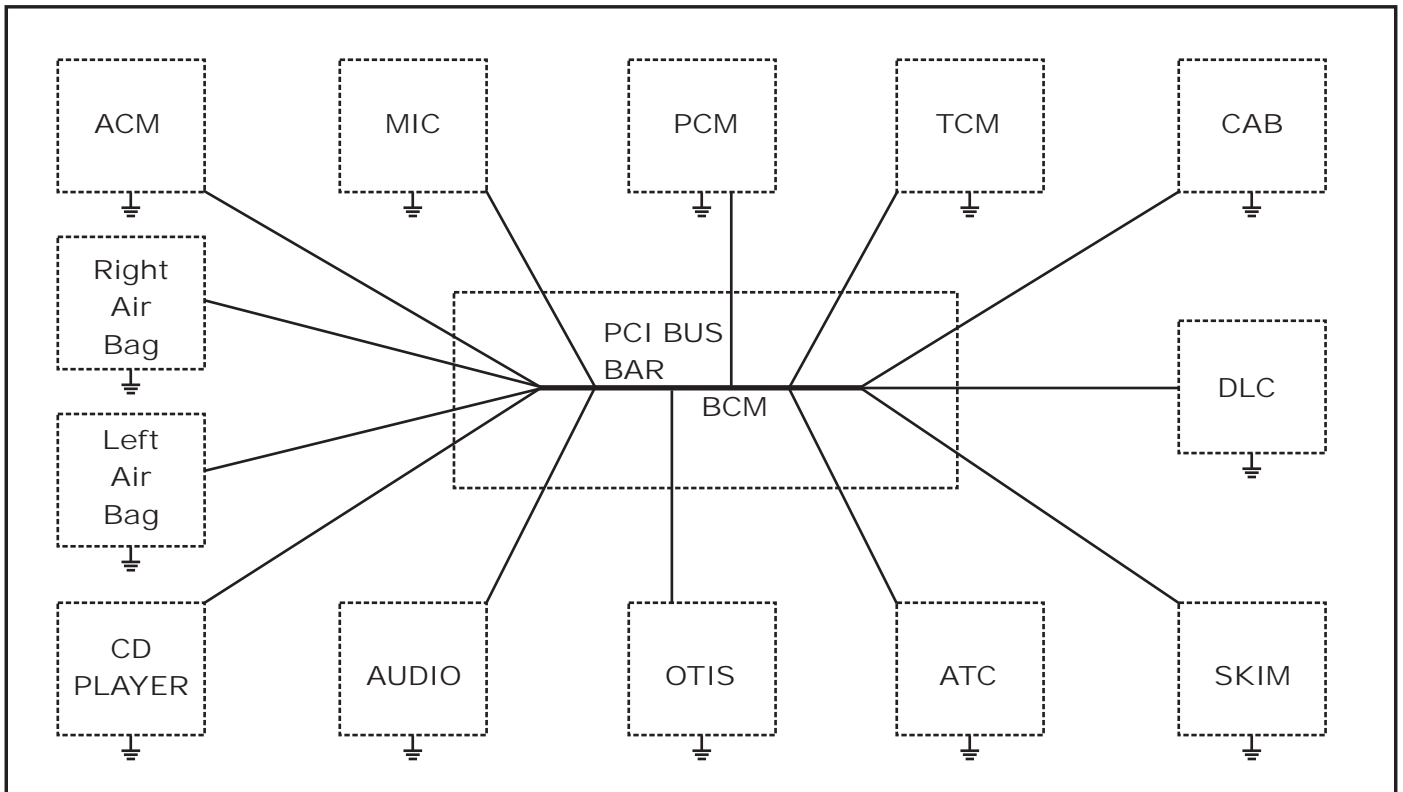 ACM
MIC
PCM
TCM
CAB
Right
Air
Bag
PCI BUS
BAR
BCM
DLC
Left
Air
Bag
CD
PLAYER
AUDIO
OTIS
ATC
SKIM